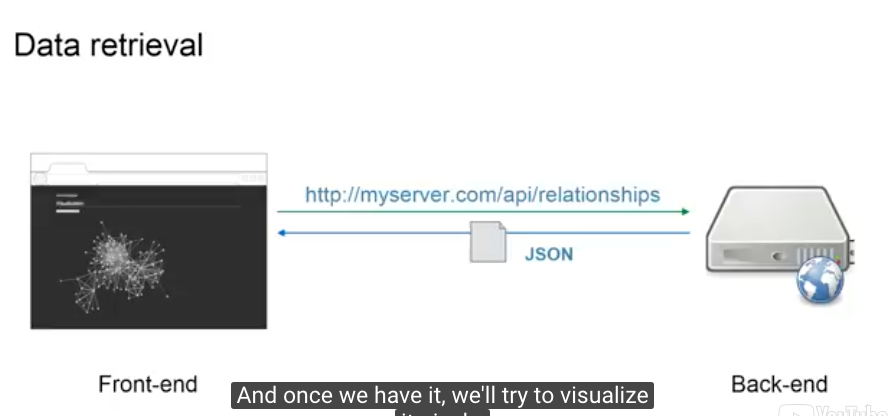 Data retrieval
http://myserver.com/api/relationships
JSON
Front-end
Back-end
And once we have it, we'll try to visualize
YouTube